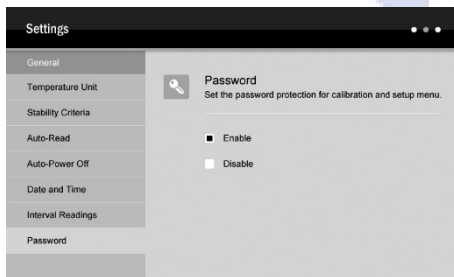 Settings
General
Temperature Unit
Stability Criteria
Auto-Read
Auto-Power Off
Date and Time
Interval Readings
Password
Password
Set the password protection for calibration and setup menu.
Enable
Disable